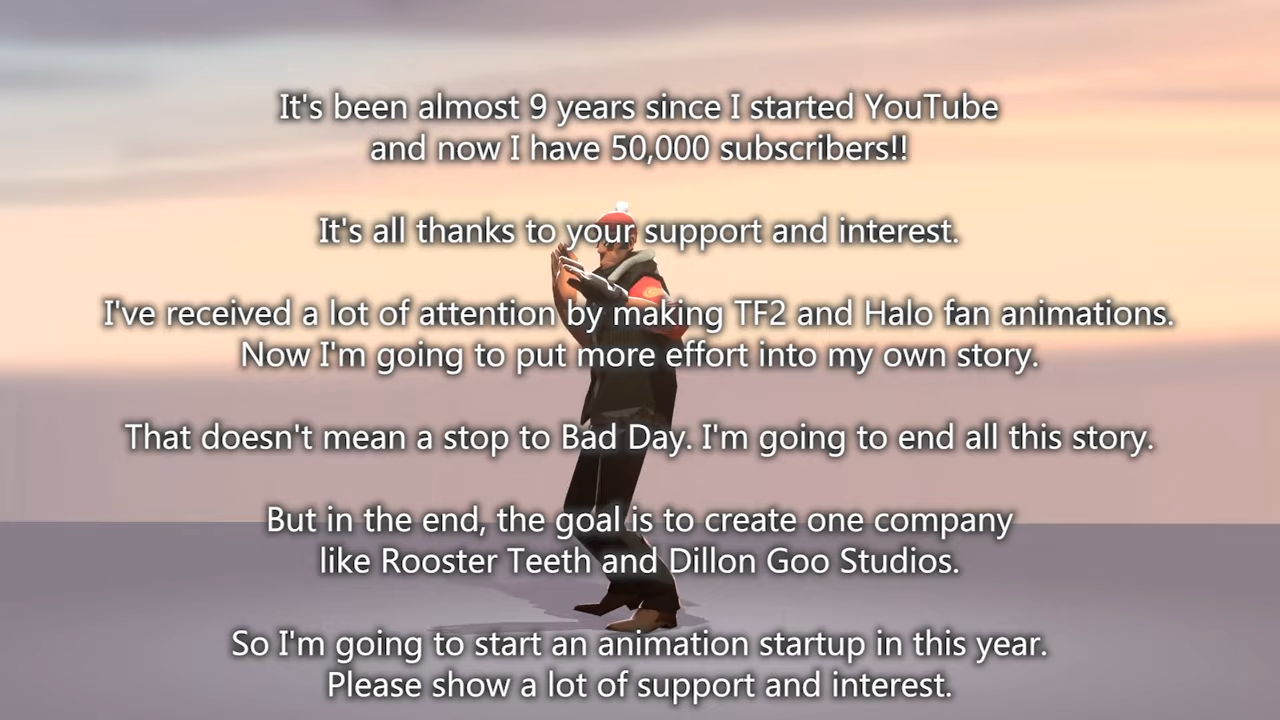 It's been almost 9 years since I started YouTube
and now I have 50,000 subscribers!!
It's all thanks to your support and interest.
I've received a lot of attention by making TF2 and Halo fan animations.
Now I'm going to put more effort into my own story.
That doesn't mean a stop to Bad Day. I'm going to end all this story.
But in the end, the goal is to create one company
like Rooster Teeth and Dillon Goo Studios.
So I'm going to start an animation startup in this year.
Please show a lot of support and interest.